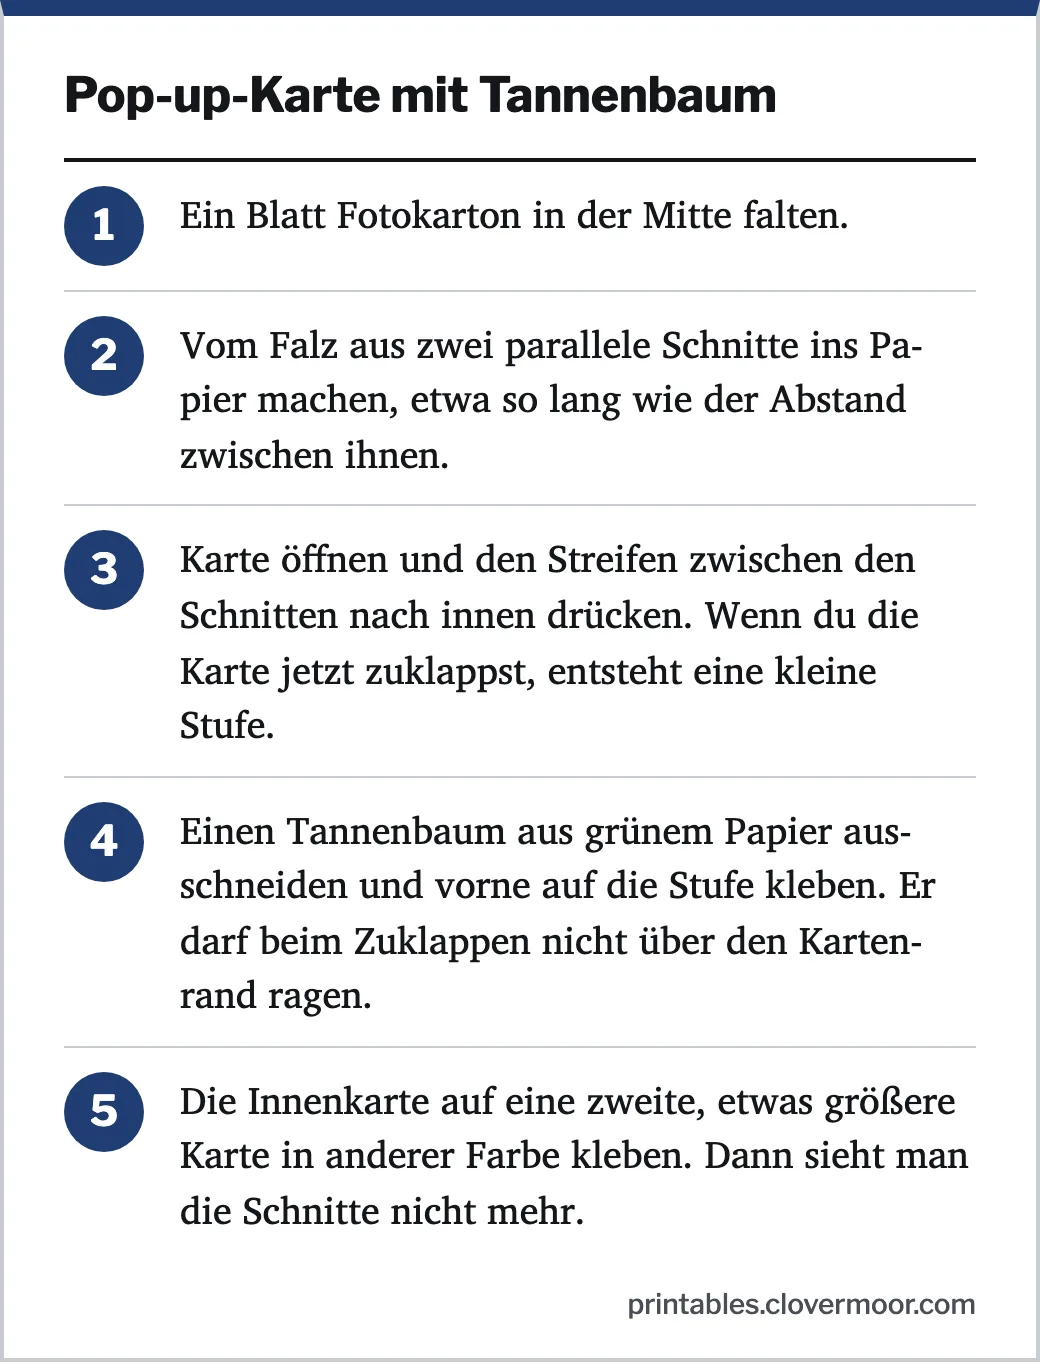 Pop-up-Karte mit Tannenbaum
1
Ein Blatt Fotokarton in der Mitte falten.
2
Vom Falz aus zwei parallele Schnitte ins Pa-
pier machen, etwa so lang wie der Abstand
zwischen ihnen.
3
Karte öffnen und den Streifen zwischen den
Schnitten nach innen drücken. Wenn du die
Karte jetzt zuklappst, entsteht eine kleine
Stufe.
4
Einen Tannenbaum aus grünem Papier aus-
schneiden und vorne auf die Stufe kleben. Er
darf beim Zuklappen nicht über den Karten-
rand ragen.
5
Die Innenkarte auf eine zweite, etwas größere
Karte in anderer Farbe kleben. Dann sieht man
die Schnitte nicht mehr.
printables.clovermoor.com